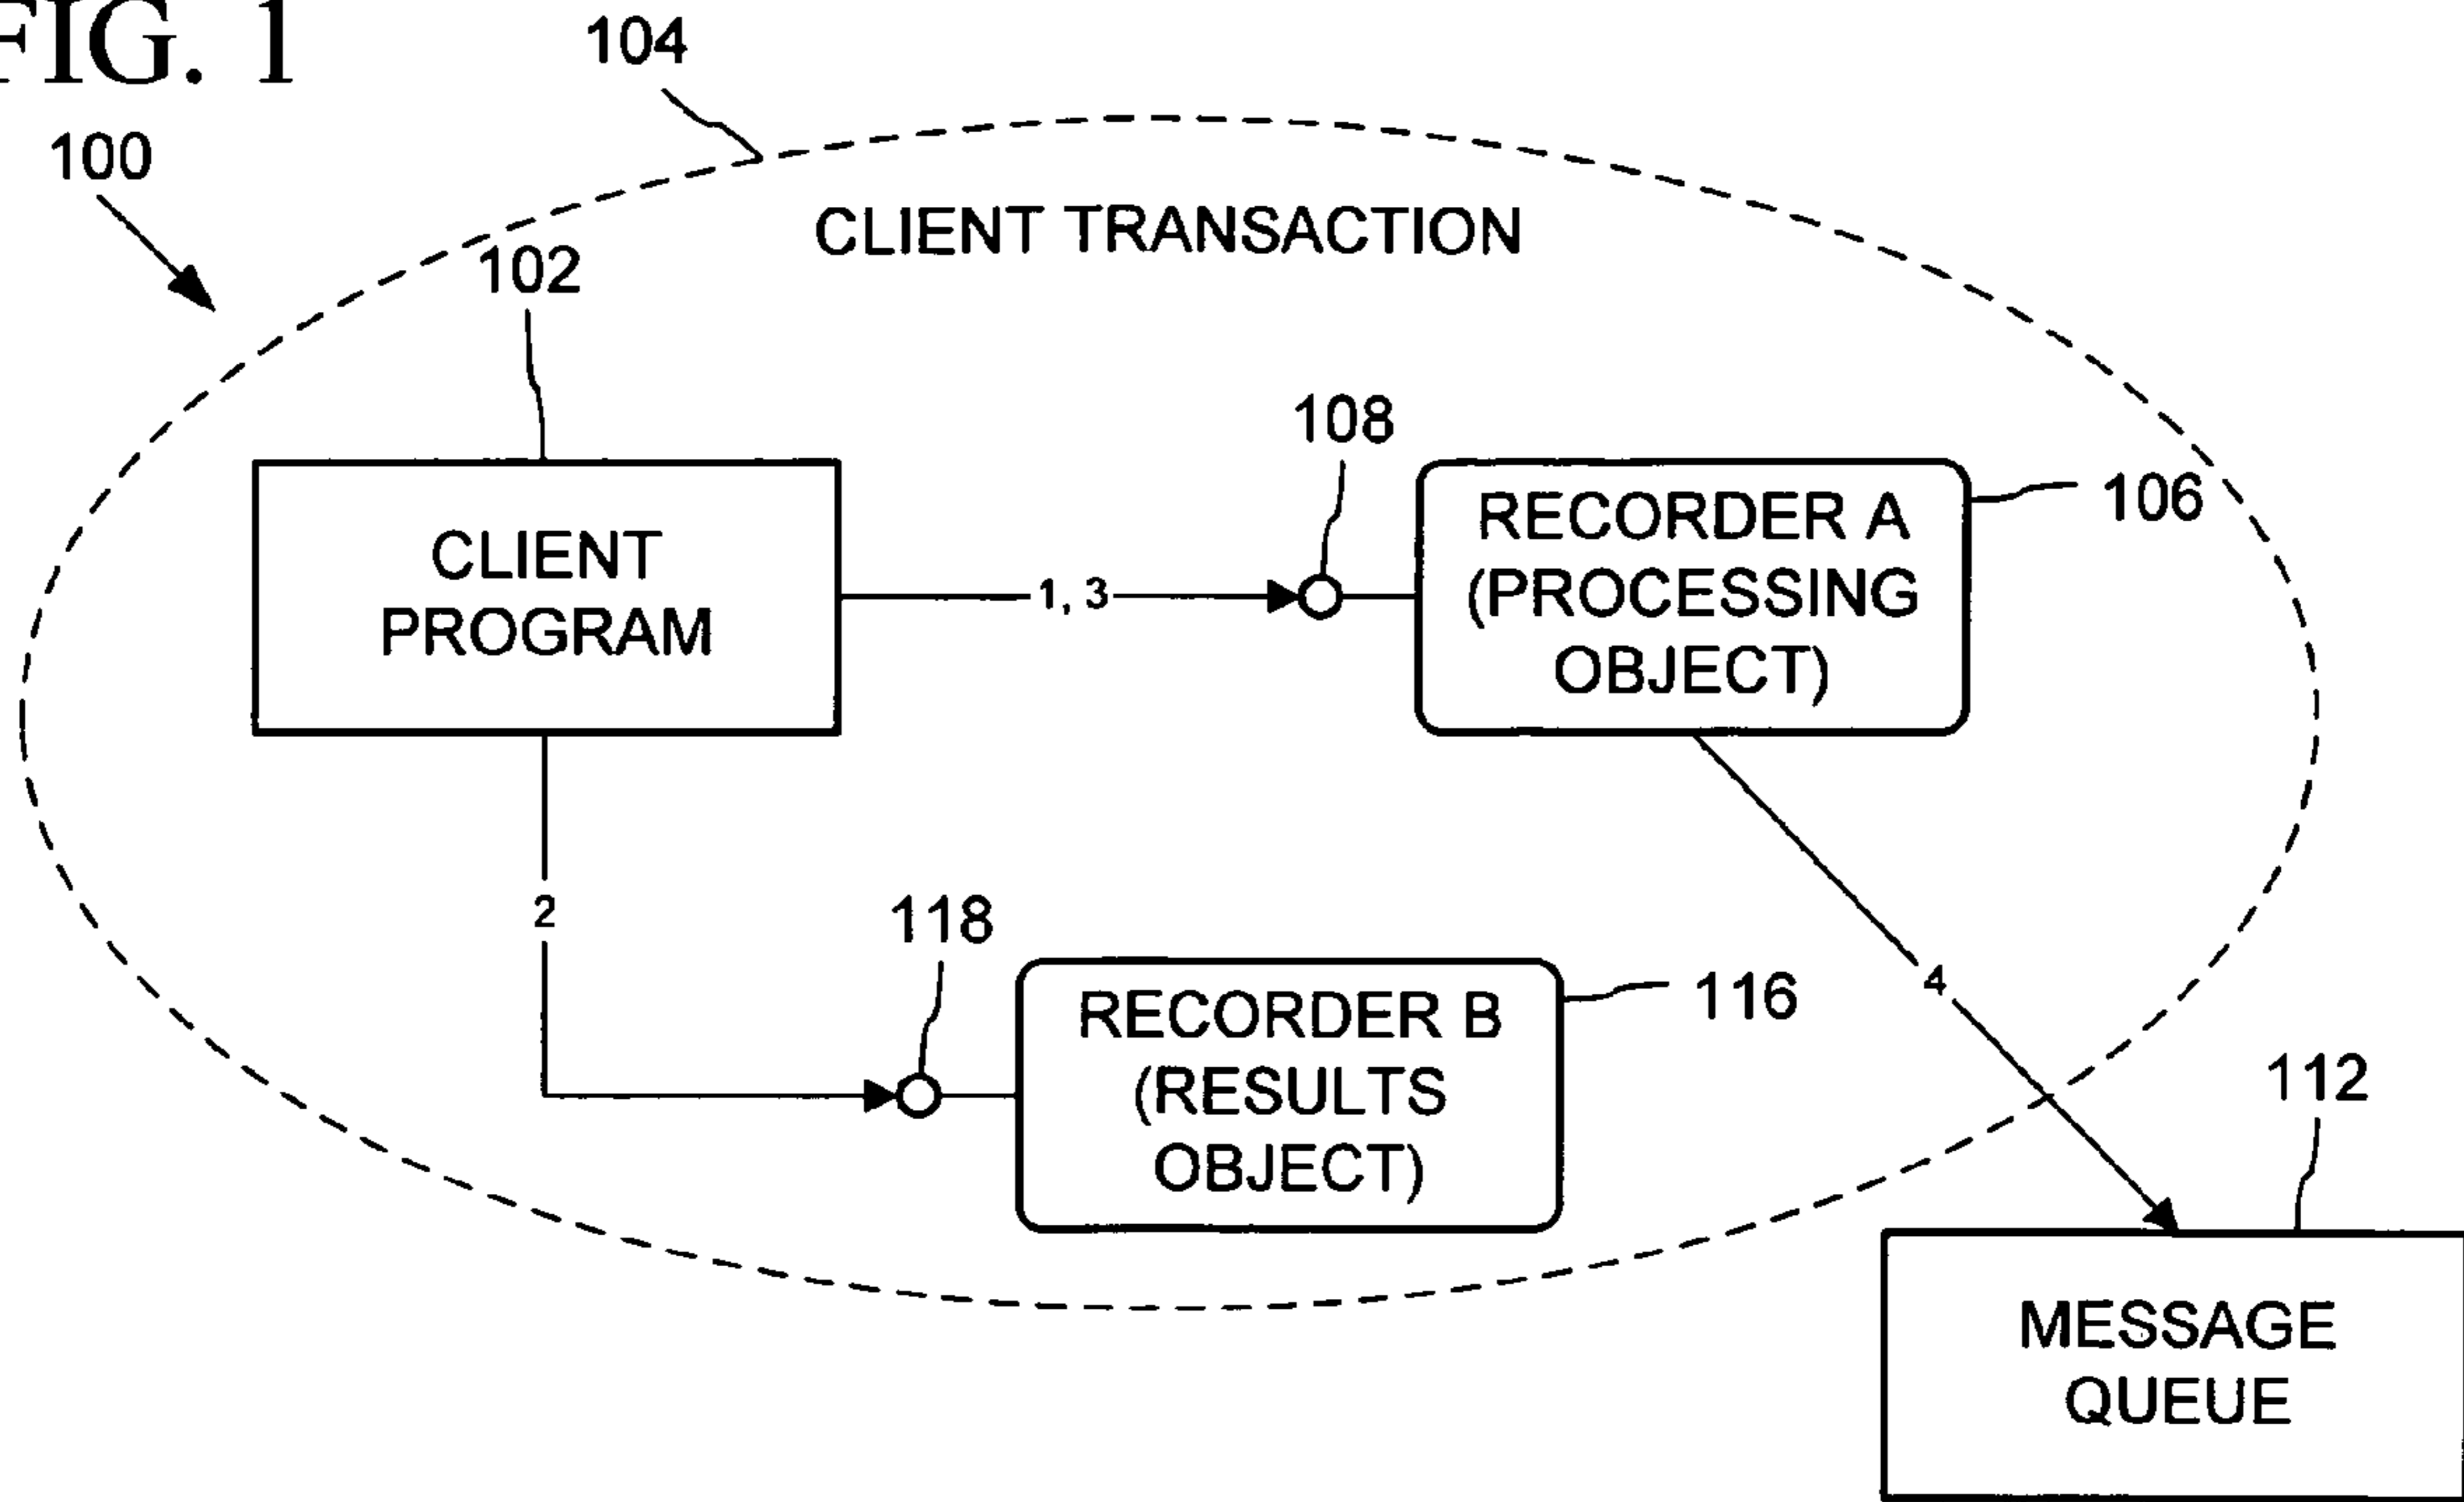 FIG. 1
104
100
CLIENT TRANSACTION
102
108
106
CLIENT
PROGRAM
1, 3
RECORDER A
(PROCESSING
OBJECT)
2
118
116
4
RECORDER B
(RESULTS
OBJECT)
112
MESSAGE
QUEUE